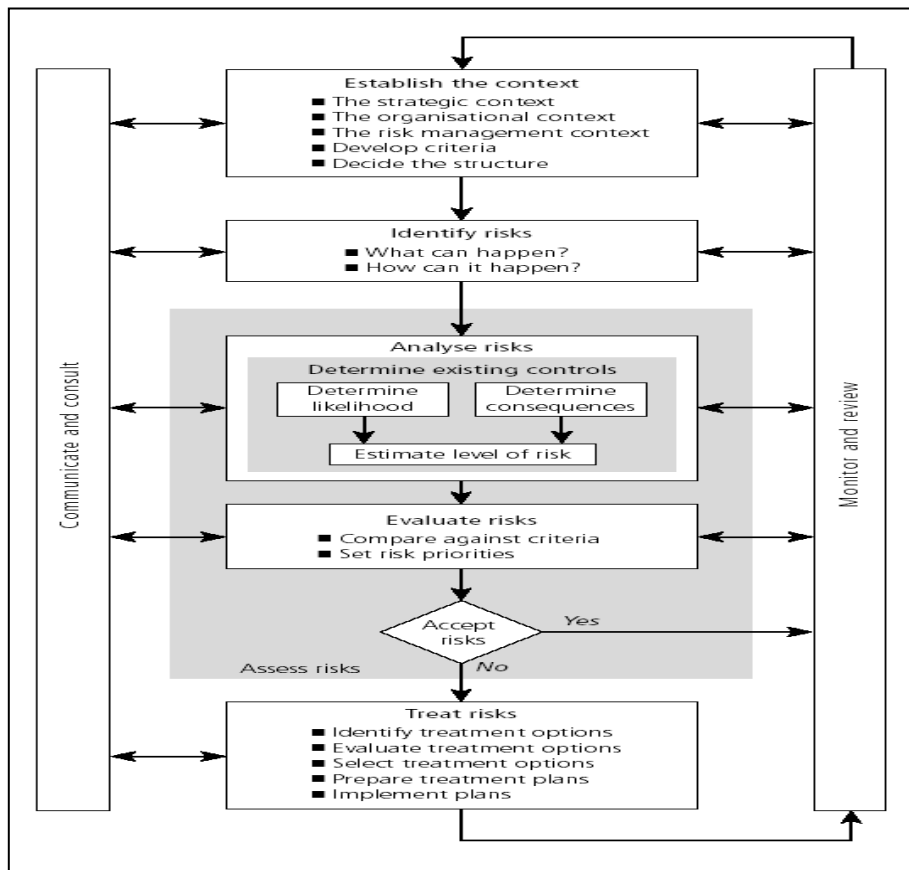 Establish the context
■ The strategic context
■ The organisational context
■ The risk management context
■ Develop criteria
■ Decide the structure
Identify risks
■ What can happen?
■ How can it happen?
Analyse risks
Determine existing controls
Determine
likelihood
Determine
consequences
Estimate level of risk
Evaluate risks
■ Compare against criteria
■ Set risk priorities
Accept
risks
Yes
No
Assess risks
Treat risks
■ Identify treatment options
■ Evaluate treatment options
■ Select treatment options
■ Prepare treatment plans
■ Implement plans
Communicate and consult
Monitor and review